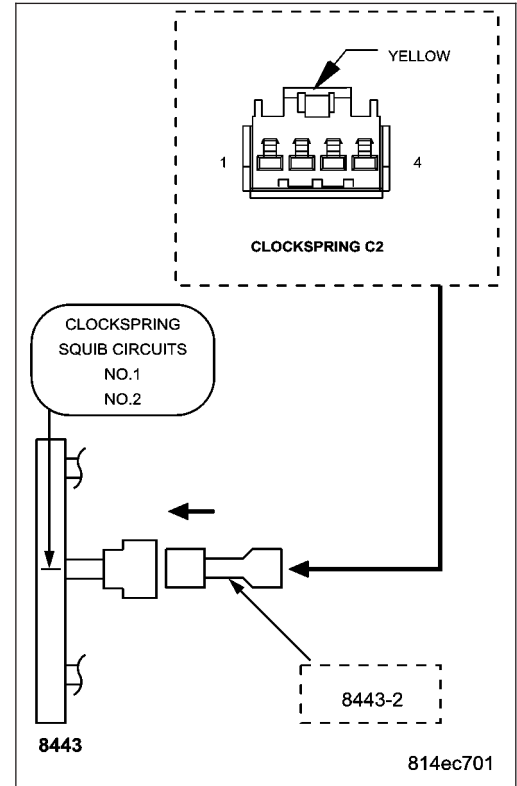 YELLOW
1
4
CLOCKSPRING C2
CLOCKSPRING
SQUIB CIRCUITS
NO.1
NO.2
8443-2
8443
814ec701